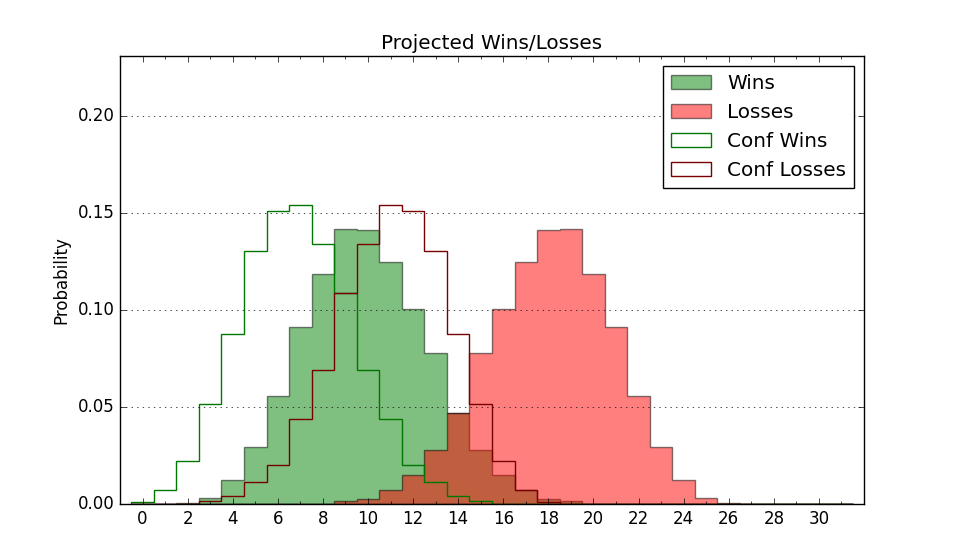 Projected Wins/Losses
Wins
Losses
Conf Wins
Conf Losses
Probability
0.20
0.15
0.10
0.05
0.00
0 2 4 6 8 10 12 14 16 18 20 22 24 26 28 30